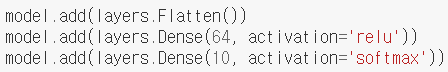 model.add(layers.Flatten())
model.add(layers.Dense(64, activation='relu'))
model.add(layers.Dense(10, activation='softmax'))